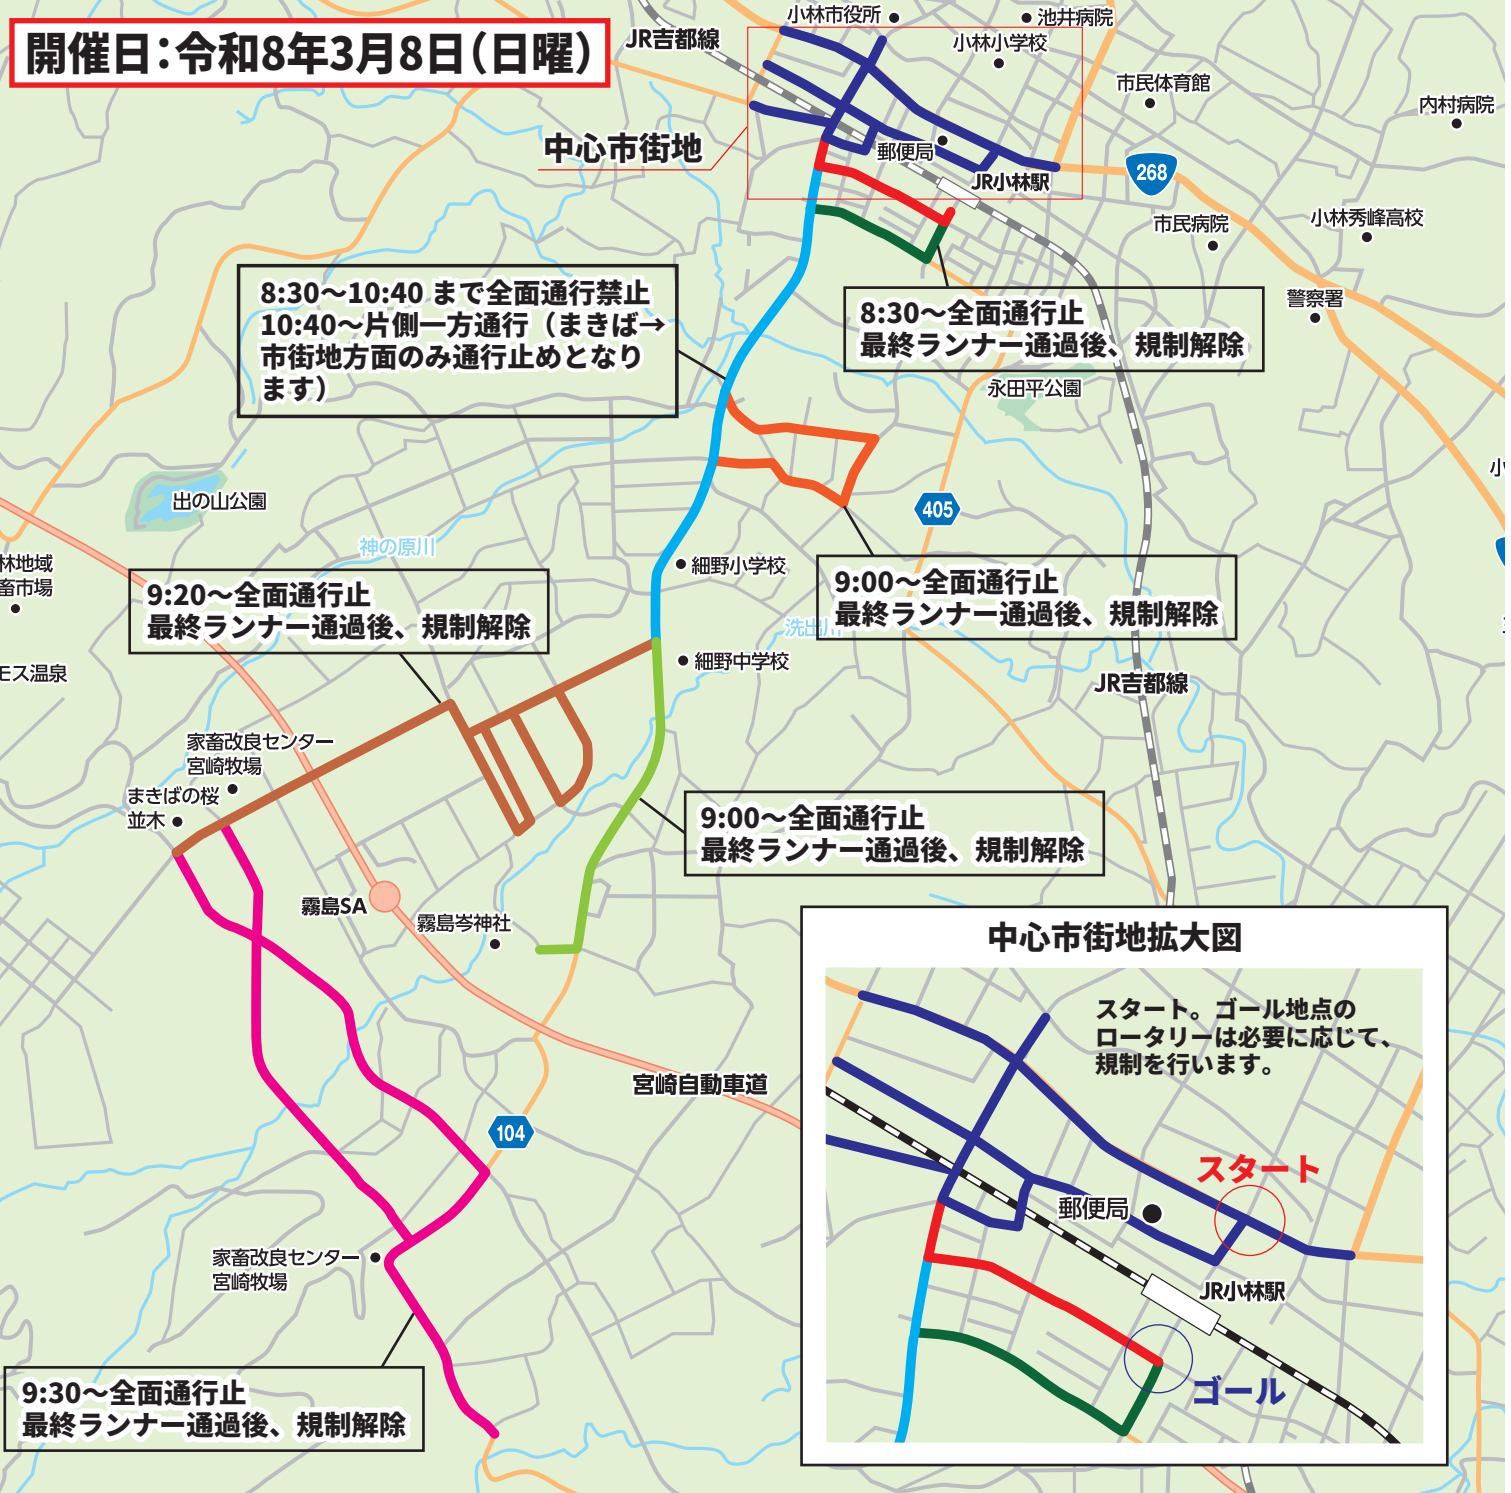 開催日：令和8年3月8日（日曜）
JR吉都線
小林市役所
池井病院
小林小学校
市民体育館
内村病院
中心市街地
郵便局
JR小林駅
268
市民病院
小林秀峰高校
警察署
8:30～10:40 まで全面通行禁止
10:40～片側一方通行（まきば→
市街地方面のみ通行止めとなり
ます）
8:30～全面通行止
最終ランナー通過後、規制解除
永田平公園
出の山公園
405
神の原川
林地域
畜市場
小
細野小学校
9:20～全面通行止
最終ランナー通過後、規制解除
9:00～全面通行止
最終ランナー通過後、規制解除
洗出川
細野中学校
モス温泉
JR吉都線
家畜改良センター
宮崎牧場
まきばの桜
並木
9:00～全面通行止
最終ランナー通過後、規制解除
霧島SA
霧島岑神社
宮崎自動車道
104
家畜改良センター
宮崎牧場
9:30～全面通行止
最終ランナー通過後、規制解除
中心市街地拡大図
スタート。ゴール地点の
ロータリーは必要に応じて、
規制を行います。
スタート
郵便局
JR小林駅
ゴール